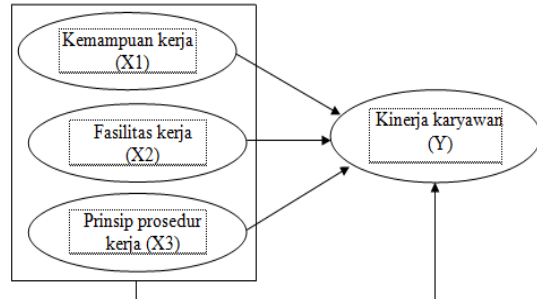 Kemampuan kerja
(X1)
Fasilitas kerja
(X2)
Prinsip prosedur
kerja (X3)
Kinerja karyawan
(Y)